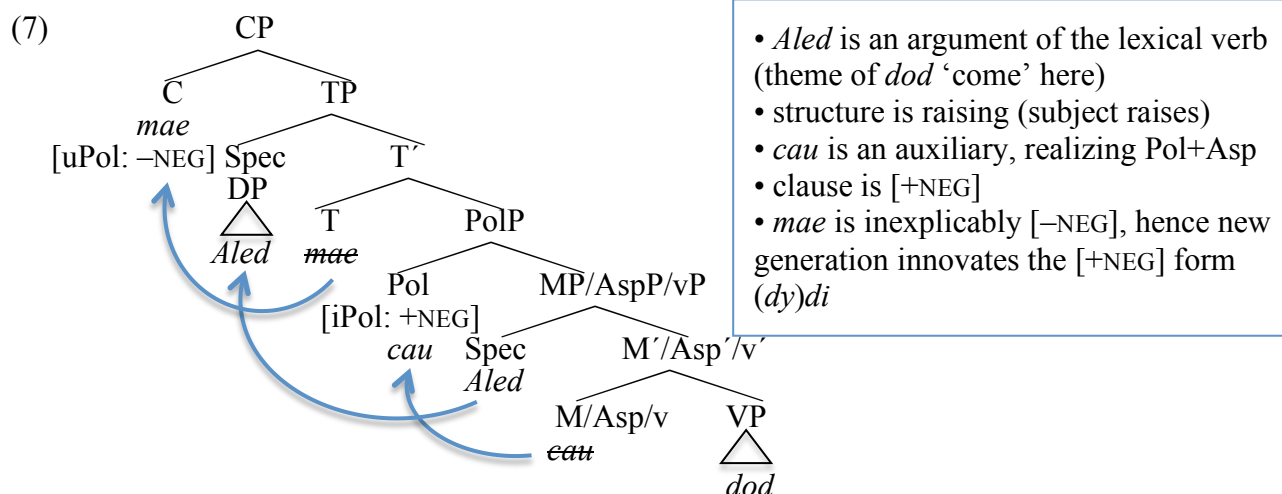 (7)
CP
C TP
mae
[uPol: –NEG] Spec T´
DP
Aled
T PolP
mae
Pol MP/AspP/vP
[iPol: +NEG]
cau
Spec M´/Asp´/v´
Aled
M/Asp/v VP
cau
dod
• Aled is an argument of the lexical verb
(theme of dod ‘come’ here)
• structure is raising (subject raises)
• cau is an auxiliary, realizing Pol+Asp
• clause is [+NEG]
• mae is inexplicably [–NEG], hence new
generation innovates the [+NEG] form
(dy)di